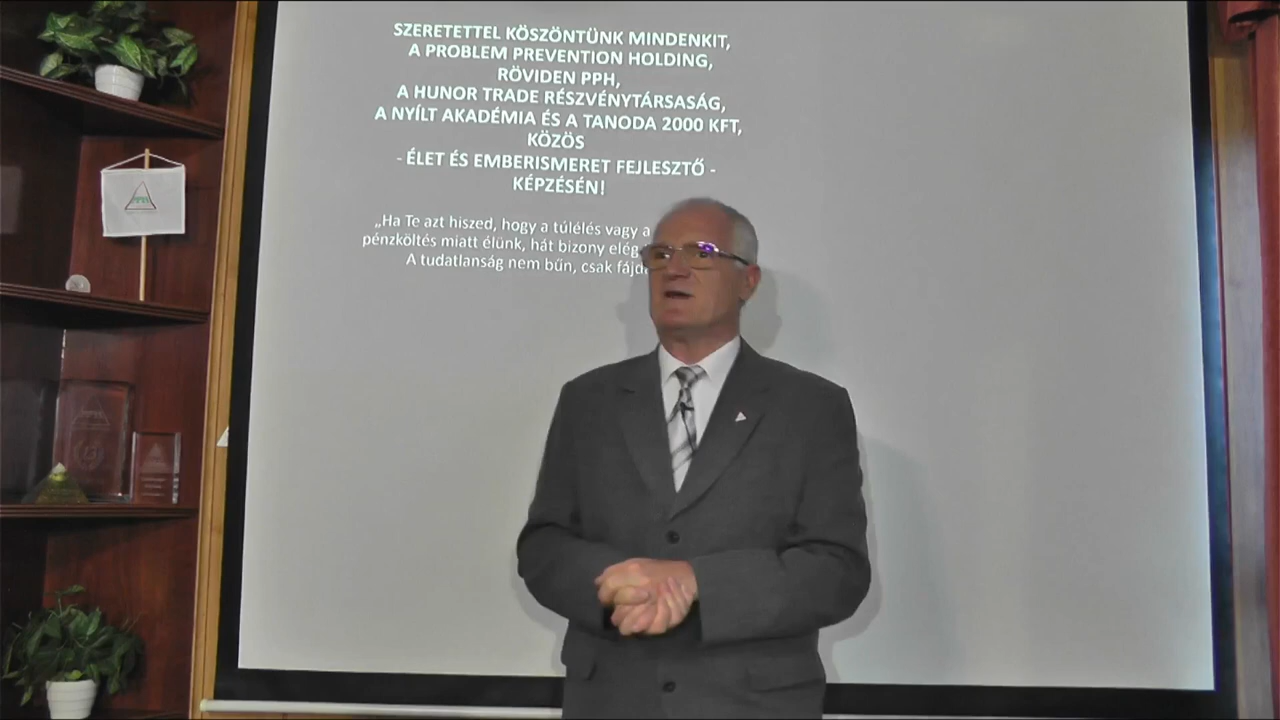 SZERETETTEL KÖSZÖNTÜNK MINDENKIT,
A PROBLEM PREVENTION HOLDING,
RÖVIDEN PPH,
A HUNOR TRADE RÉSZVÉNYTÁRSASÁG,
A NYÍLT AKADÉMIA ÉS A TANODA 2000 KFT,
KÖZÖS
- ÉLET ÉS EMBERISMERET FEJLESZTŐ -
KÉPZÉSÉN!
„Ha Te azt hiszed, hogy a túlélés vagy a
pénzköltés miatt élünk, hát bizony elég
A tudatlanság nem bűn, csak